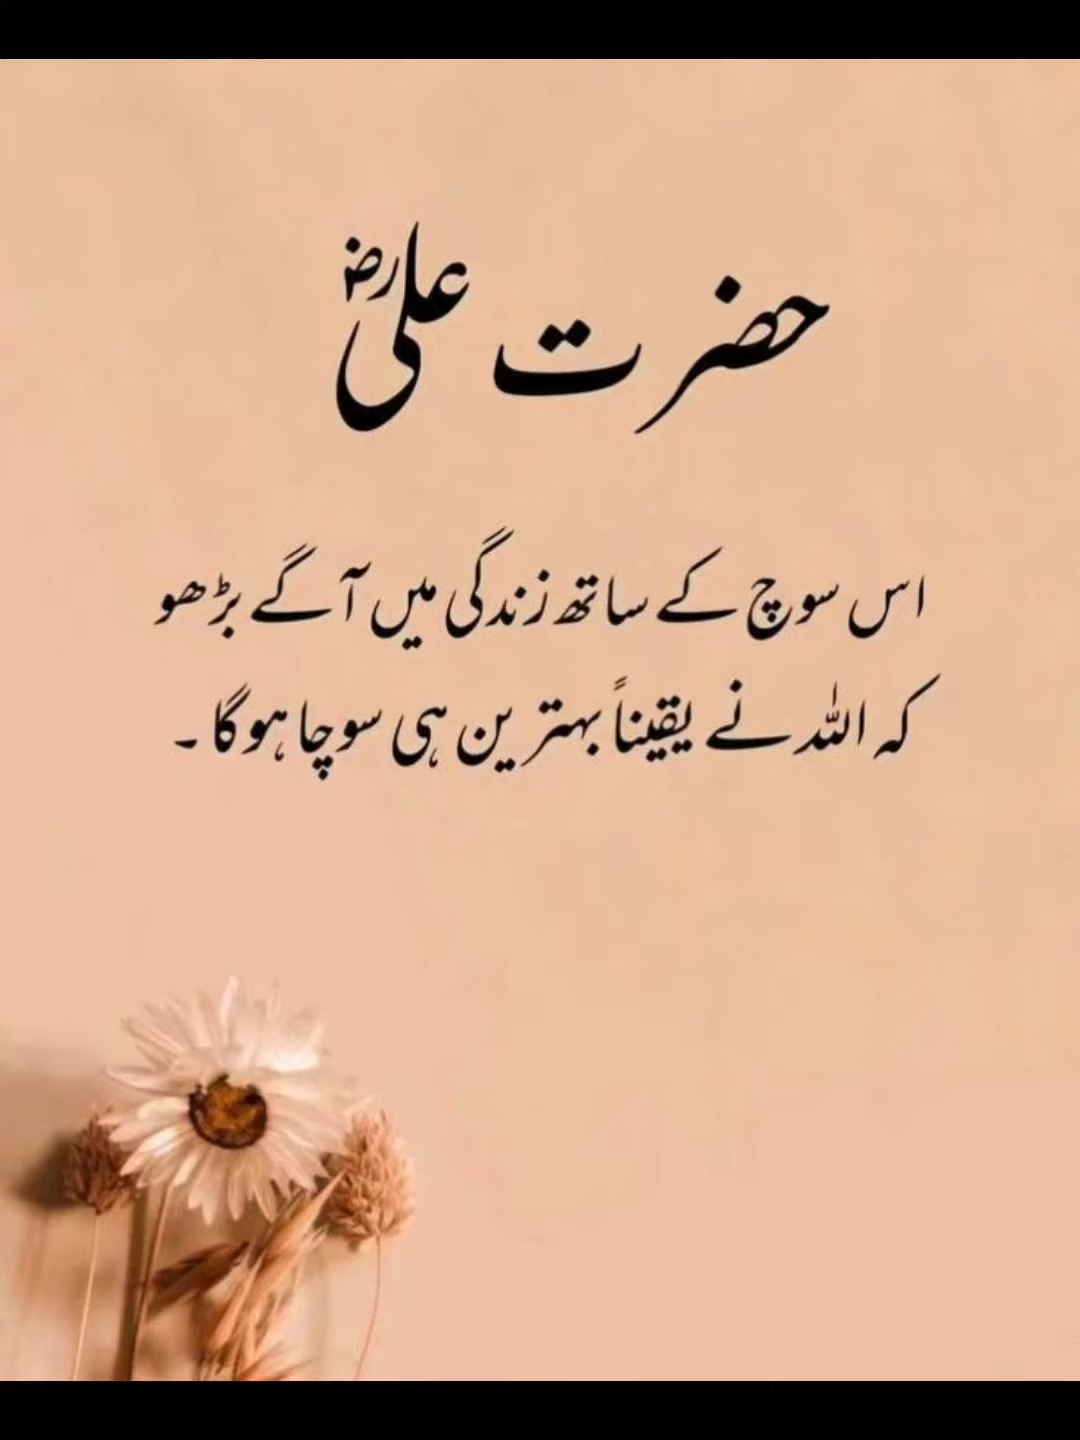 حضرت علیؓ
اس سوچ کے ساتھ زندگی میں آگے بڑھو
کہ اللہ نے یقیناً بہترین ہی سوچا ہوگا ۔